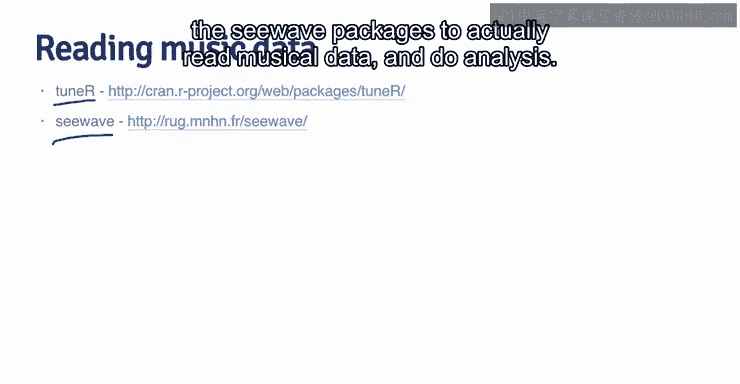 the seewave packages to actually
Reading music data
read musical data, and do analysis.
· tuneR - http://cran.r-project.org/web/packages/tuneR/
· seewave - http://rug.mnhn.fr/seewave/